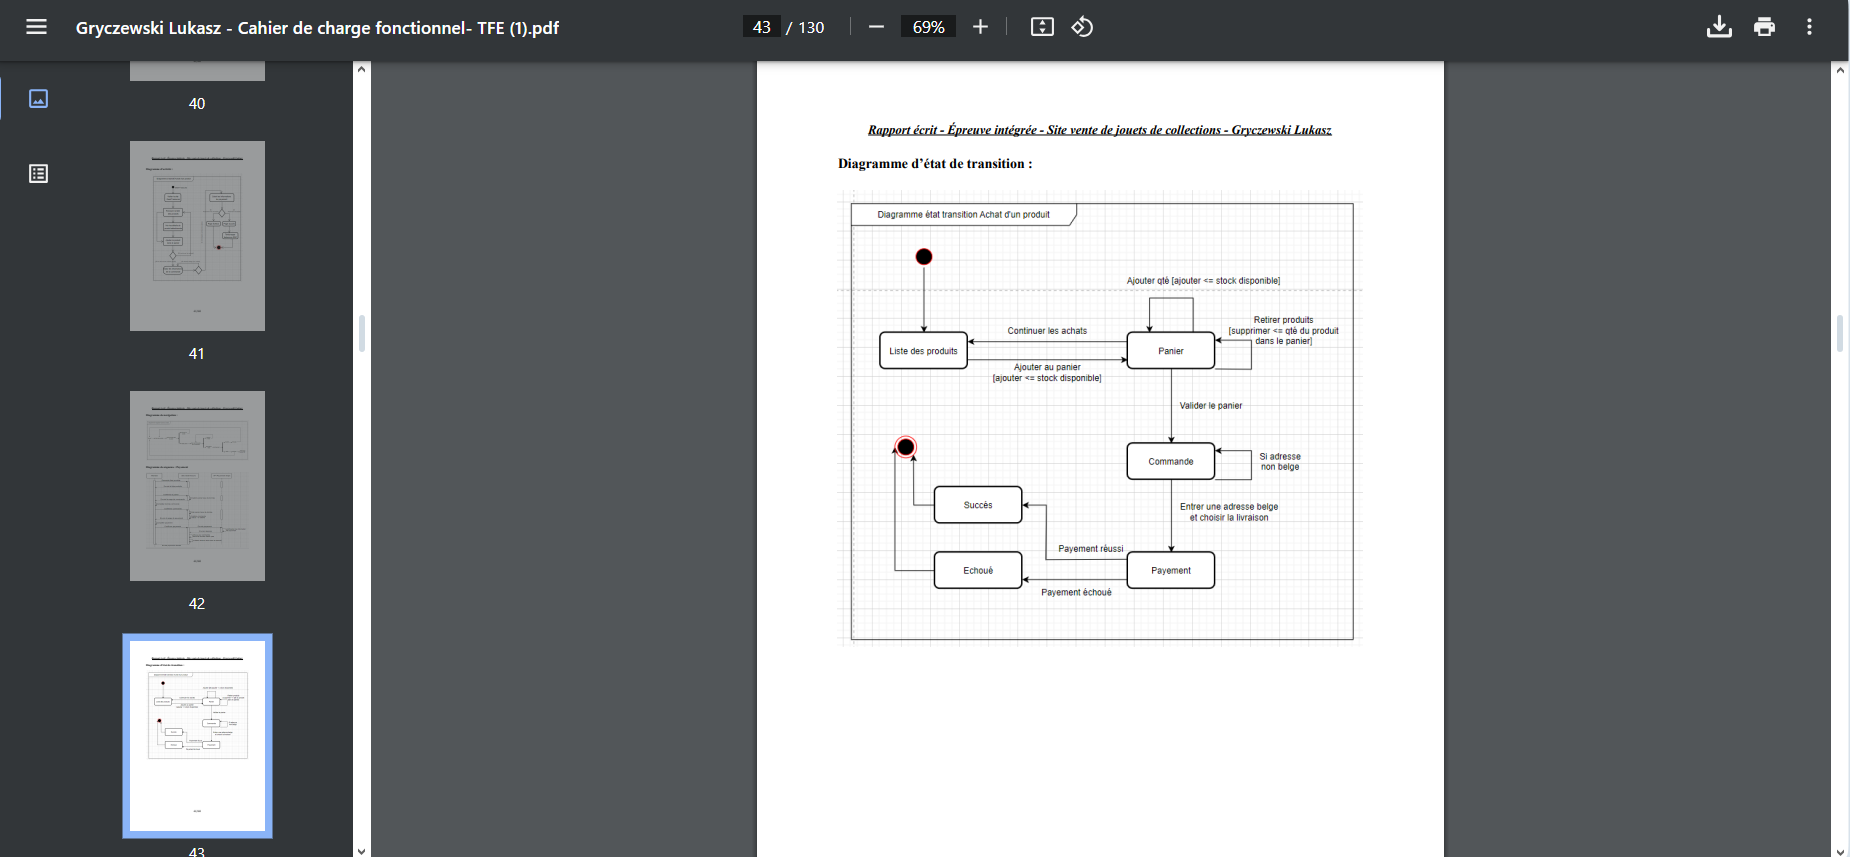 Gryczewski Lukasz - Cahier de charge fonctionnel- TFE (1).pdf
43 / 130
69%
40
41
42
43
Rapport écrit - Épreuve intégrée - Site vente de jouets de collections - Gryczewski Lukasz
Diagramme d'état de transition :
Diagramme état transition Achat d'un produit
Ajouter qté [ajouter <= stock disponible]
Retirer produits
[supprimer <= qté du produit
dans le panier]
Continuer les achats
Liste des produits
Panier
Ajouter au panier
[ajouter <= stock disponible]
Valider le panier
Commande
Si adresse
non belge
Entrer une adresse belge
et choisir la livraison
Succès
Payement réussi
Echoué
Payement
Payement échoué